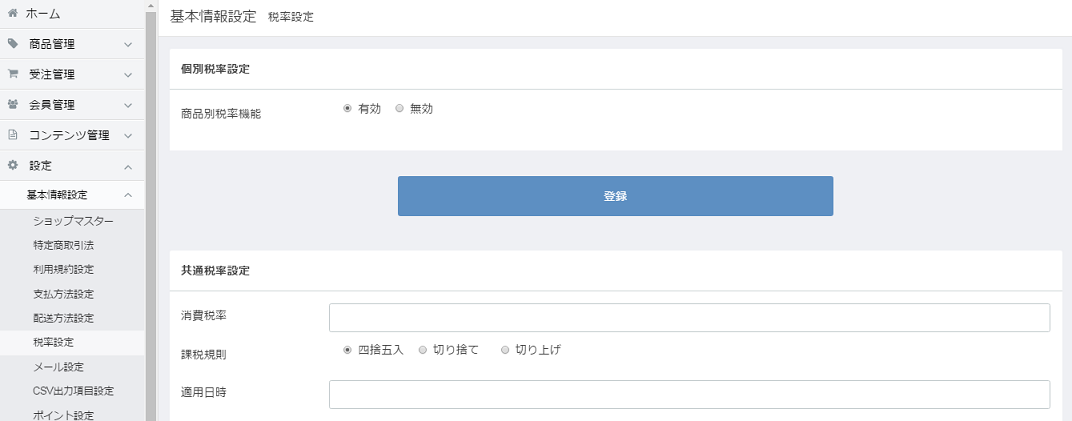 ホーム
商品管理
受注管理
会員管理
コンテンツ管理
設定
基本情報設定
ショップマスター
特定商取引法
利用規約設定
支払方法設定
配送方法設定
税率設定
メール設定
CSV出力項目設定
ポイント設定
基本情報設定 税率設定
個別税率設定
商品別税率機能 有効 無効
登録
共通税率設定
消費税率
課税規則 四捨五入 切り捨て 切り上げ
適用日時